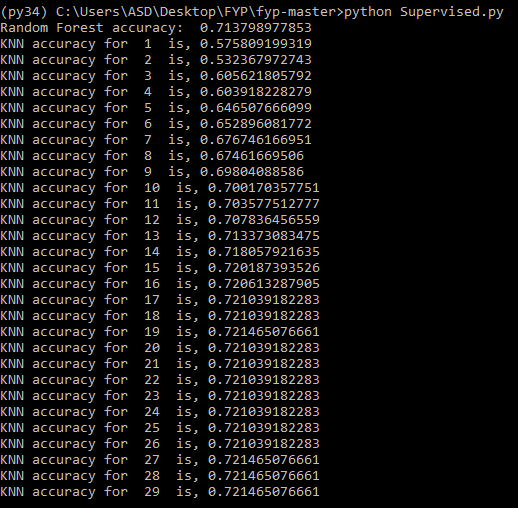 (py34) C:\Users\ASD\Desktop\FYP\fyp-master>python Supervised.py
Random Forest accuracy:  0.713798977853
KNN accuracy for  1  is, 0.575809199319
KNN accuracy for  2  is, 0.532367972743
KNN accuracy for  3  is, 0.605621805792
KNN accuracy for  4  is, 0.603918228279
KNN accuracy for  5  is, 0.646507666099
KNN accuracy for  6  is, 0.652896081772
KNN accuracy for  7  is, 0.676746166951
KNN accuracy for  8  is, 0.67461669506
KNN accuracy for  9  is, 0.69804088586
KNN accuracy for  10  is, 0.700170357751
KNN accuracy for  11  is, 0.703577512777
KNN accuracy for  12  is, 0.707836456559
KNN accuracy for  13  is, 0.713373083475
KNN accuracy for  14  is, 0.718057921635
KNN accuracy for  15  is, 0.720187393526
KNN accuracy for  16  is, 0.720613287905
KNN accuracy for  17  is, 0.721039182283
KNN accuracy for  18  is, 0.721039182283
KNN accuracy for  19  is, 0.721465076661
KNN accuracy for  20  is, 0.721039182283
KNN accuracy for  21  is, 0.721039182283
KNN accuracy for  22  is, 0.721039182283
KNN accuracy for  23  is, 0.721039182283
KNN accuracy for  24  is, 0.721039182283
KNN accuracy for  25  is, 0.721039182283
KNN accuracy for  26  is, 0.721039182283
KNN accuracy for  27  is, 0.721465076661
KNN accuracy for  28  is, 0.721465076661
KNN accuracy for  29  is, 0.721465076661